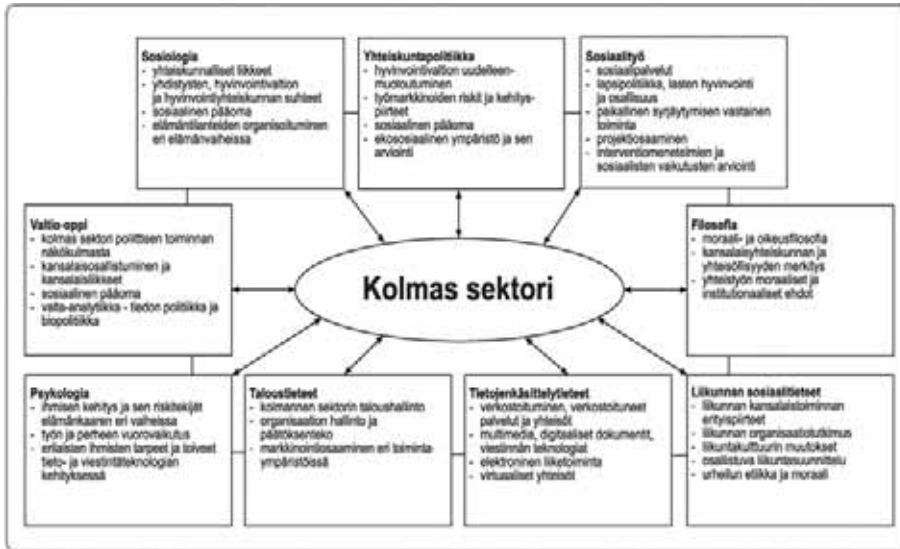 Sosiologia
- yhteiskunnalliset liikkeet
- yhdistysten, hyvinvointivaltion
ja hyvinvointiyhteiskunnan suhteet
- sosiaalinen pääoma
- elämäntilanteiden organisoituminen
eri elämänvaiheissa
Yhteiskuntapolitiikka
- hyvinvointivaltion uudelleen-
muotoutuminen
- työmarkkinoiden riskit ja kehitys-
piirteet
- sosiaalinen pääoma
- ekososiaalinen ympäristö ja sen
arviointi
Sosiaalityö
- sosiaalipalvelut
- lapsipolitiikka, lasten hyvinvointi
ja osallisuus
- paikallinen syrjäytymisen vastainen
toiminta
- projektiosaaminen
- interventiomenetelmien ja
sosiaalisten vaikutusten arviointi
Valtio-oppi
- kolmas sektori poliittisen toiminnan
näkökulmasta
- kansalaisosallistuminen ja
kansalaisliikkeet
- sosiaalinen pääoma
- valta-analytiikka - tiedon politiikka ja
biopolitiikka
Kolmas sektori
Filosofia
- moraali- ja oikeusfilosofia
- kansalaisyhteiskunnan ja
yhteisöllisyyden merkitys
- yhteistyön moraaliset ja
institutionaaliset ehdot
Psykologia
- ihmisen kehitys ja sen riskitekijät
elämänkaaren eri vaiheissa
- työn ja perheen vuorovaikutus
- erilaisten ihmisten tarpeet ja toiveet
tieto- ja viestintäteknologian
kehityksessä
Taloustieteet
- kolmannen sektorin taloushallinto
- organisaation hallinto ja
päätöksenteko
- markkinointiosaaminen eri toiminta-
ympäristöissä
Tietojenkäsittelytieteet
- verkostoituminen, verkostoituneet
palvelut ja yhteisöt
- multimedia, digitaaliset dokumentit,
viestinnän teknologiat
- elektroninen liiketoiminta
- virtuaaliset yhteisöt
Liikunnan sosiaalitieteet
- liikunnan kansalaistoiminnan
erityispiirteet
- liikunnan organisaatiotutkimus
- liikuntakulttuurin muutokset
- osallistuva liikuntasuunnittelu
- urheilun etiikka ja moraali